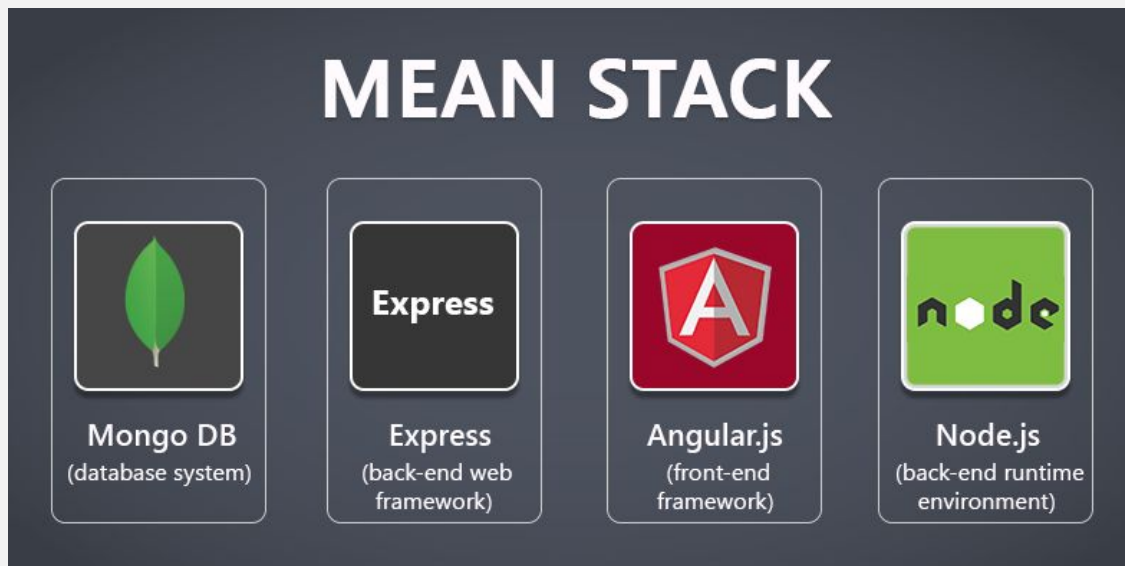 MEAN STACK
Express
node
Mongo DB
(database system)
Express
(back-end web
framework)
Angular.js
(front-end
framework)
Node.js
(back-end runtime
environment)